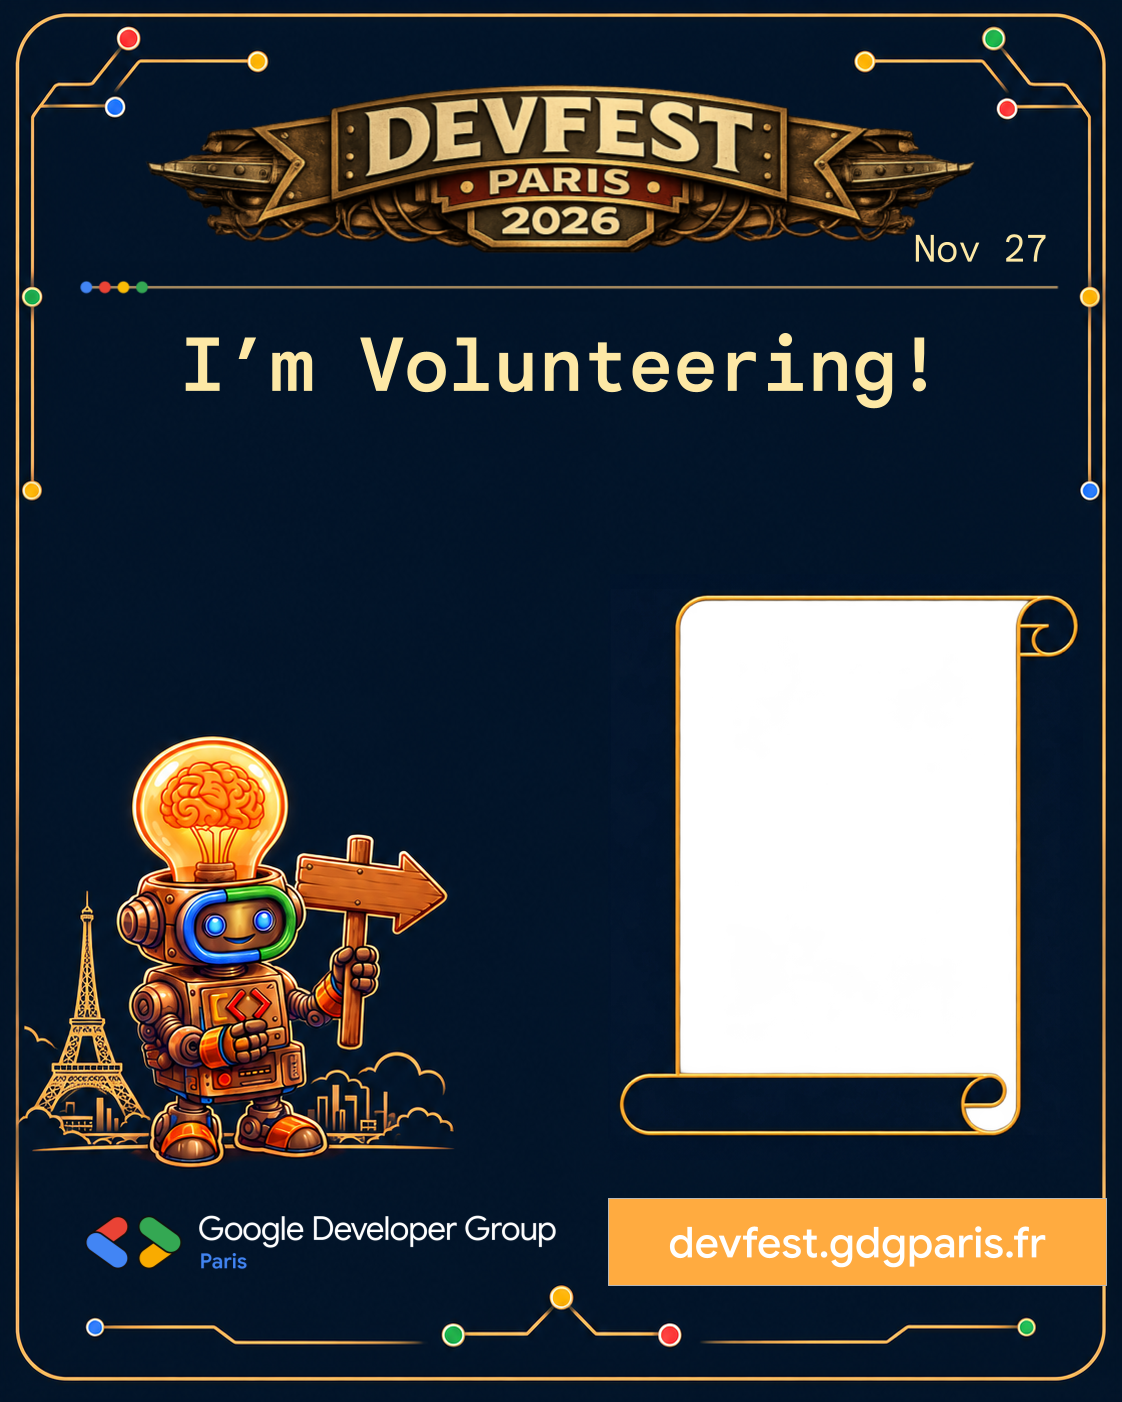 DEVFEST
PARIS
2026
Nov 27
I’m Volunteering!
Google Developer Group
Paris
devfest.gdgparis.fr